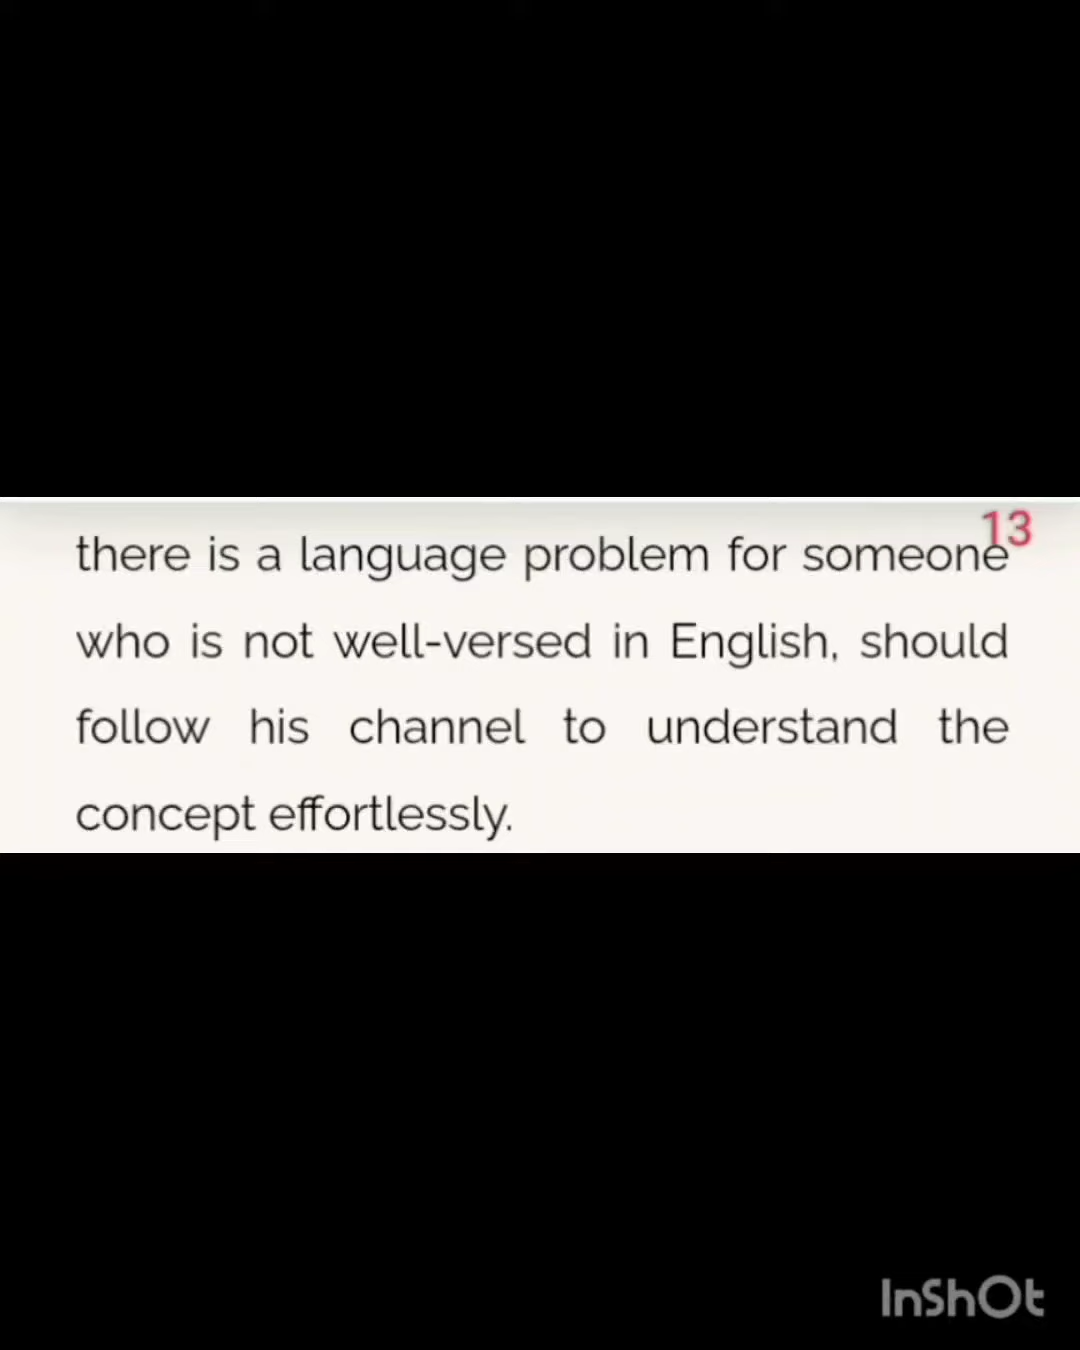 13
there is a language problem for someone
who is not well-versed in English, should
follow his channel to understand the
concept effortlessly.
InShOt